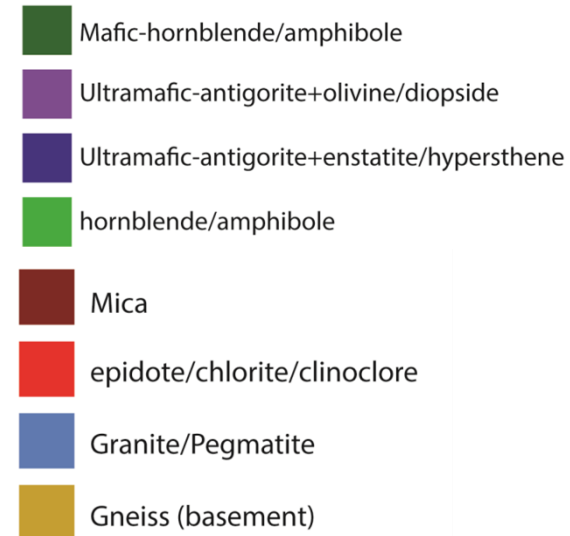 Mafic-hornblende/amphibole
Ultramafic-antigorite+olivine/diopside
Ultramafic-antigorite+enstatite/hypersthene
hornblende/amphibole
Mica
epidote/chlorite/clinoclore
Granite/Pegmatite
Gneiss (basement)